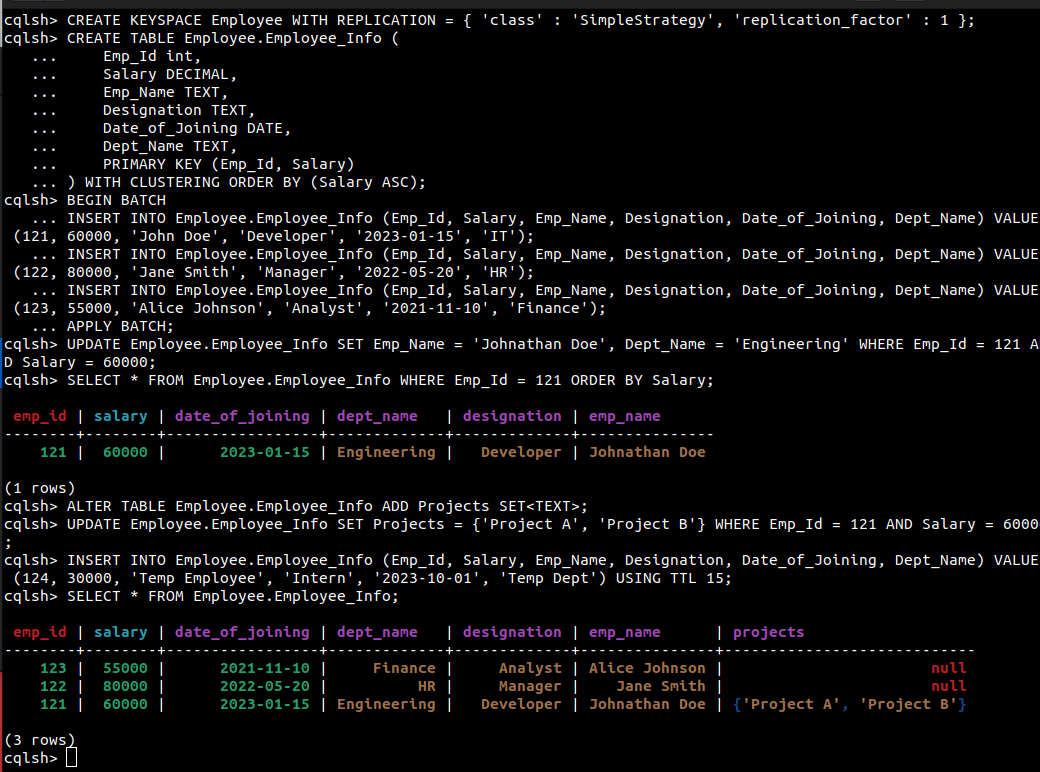 cqlsh> CREATE KEYSPACE Employee WITH REPLICATION = { 'class' : 'SimpleStrategy', 'replication_factor' : 1 };
cqlsh> CREATE TABLE Employee.Employee_Info (
   ...     Emp_Id int,
   ...     Salary DECIMAL,
   ...     Emp_Name TEXT,
   ...     Designation TEXT,
   ...     Date_of_Joining DATE,
   ...     Dept_Name TEXT,
   ...     PRIMARY KEY (Emp_Id, Salary)
   ... ) WITH CLUSTERING ORDER BY (Salary ASC);
cqlsh> BEGIN BATCH
   ... INSERT INTO Employee.Employee_Info (Emp_Id, Salary, Emp_Name, Designation, Date_of_Joining, Dept_Name) VALUE
 (121, 60000, 'John Doe', 'Developer', '2023-01-15', 'IT');
   ... INSERT INTO Employee.Employee_Info (Emp_Id, Salary, Emp_Name, Designation, Date_of_Joining, Dept_Name) VALUE
 (122, 80000, 'Jane Smith', 'Manager', '2022-05-20', 'HR');
   ... INSERT INTO Employee.Employee_Info (Emp_Id, Salary, Emp_Name, Designation, Date_of_Joining, Dept_Name) VALUE
 (123, 55000, 'Alice Johnson', 'Analyst', '2021-11-10', 'Finance');
   ... APPLY BATCH;
cqlsh> UPDATE Employee.Employee_Info SET Emp_Name = 'Johnathan Doe', Dept_Name = 'Engineering' WHERE Emp_Id = 121 A
D Salary = 60000;
cqlsh> SELECT * FROM Employee.Employee_Info WHERE Emp_Id = 121 ORDER BY Salary;
 emp_id | salary | date_of_joining | dept_name   | designation | emp_name
--------+--------+-----------------+-------------+-------------+---------------
    121 |  60000 |      2023-01-15 | Engineering |   Developer | Johnathan Doe
(1 rows)
cqlsh> ALTER TABLE Employee.Employee_Info ADD Projects SET<TEXT>;
cqlsh> UPDATE Employee.Employee_Info SET Projects = {'Project A', 'Project B'} WHERE Emp_Id = 121 AND Salary = 6000
;
cqlsh> INSERT INTO Employee.Employee_Info (Emp_Id, Salary, Emp_Name, Designation, Date_of_Joining, Dept_Name) VALUE
 (124, 30000, 'Temp Employee', 'Intern', '2023-10-01', 'Temp Dept') USING TTL 15;
cqlsh> SELECT * FROM Employee.Employee_Info;
 emp_id | salary | date_of_joining | dept_name   | designation | emp_name      | projects
--------+--------+-----------------+-------------+-------------+---------------+----------------------------
    123 |  55000 |      2021-11-10 |     Finance |     Analyst | Alice Johnson |                       null
    122 |  80000 |      2022-05-20 |          HR |     Manager |    Jane Smith |                       null
    121 |  60000 |      2023-01-15 | Engineering |   Developer | Johnathan Doe | {'Project A', 'Project B'}
(3 rows)
cqlsh>